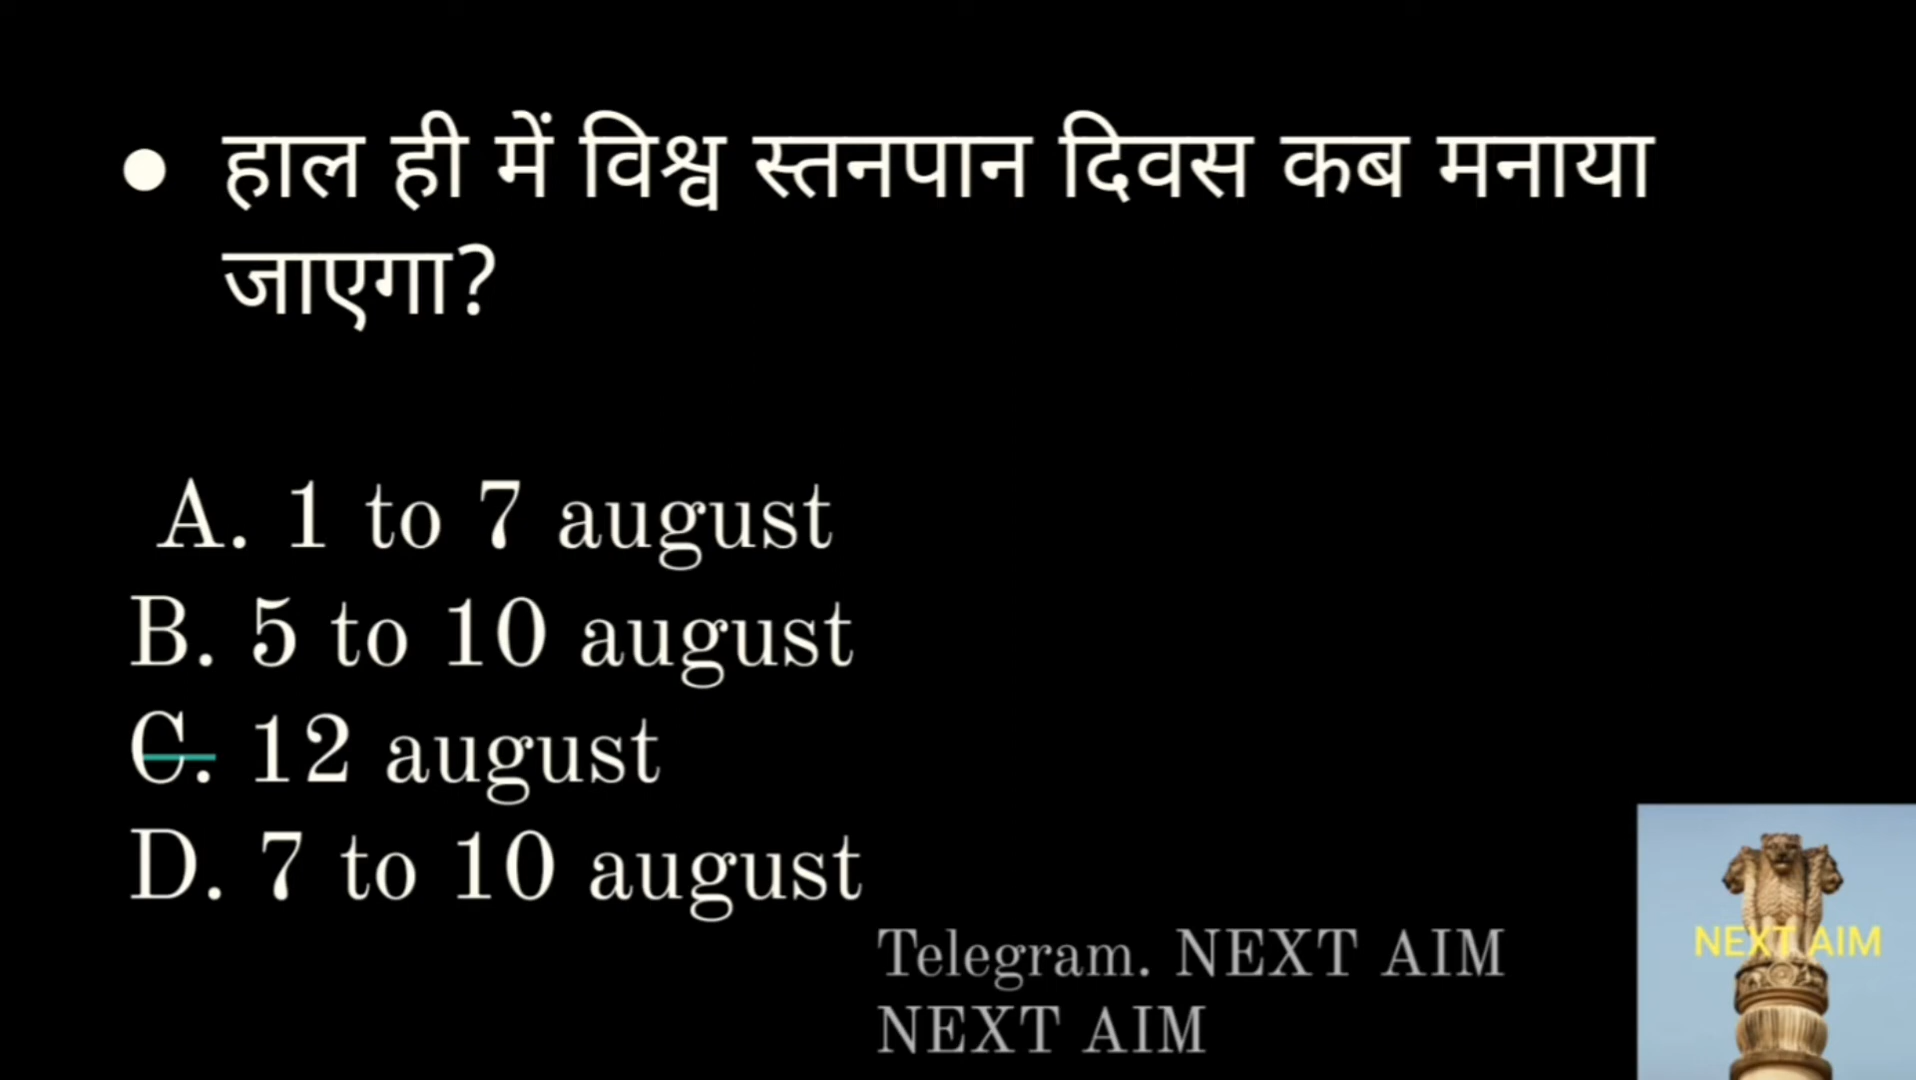 ● हाल ही में विश्व स्तनपान दिवस कब मनाया
जाएगा?
A. 1 to 7 august
B. 5 to 10 august
C. 12 august
D. 7 to 10 august
Telegram. NEXT AIM
NEXT AIM
NEXT AIM